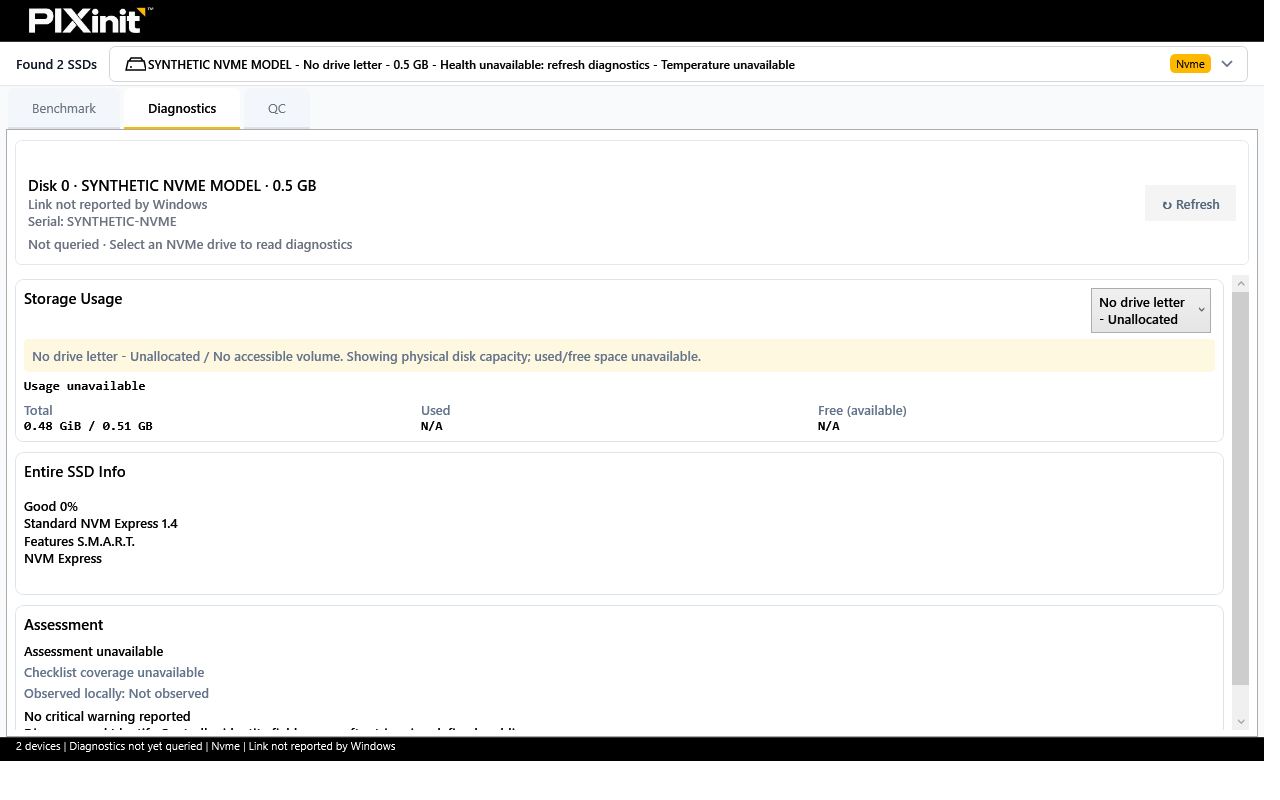 PIXinit™
Found 2 SSDs
SYNTHETIC NVME MODEL - No drive letter - 0.5 GB - Health unavailable: refresh diagnostics - Temperature unavailable
Nvme
Benchmark
Diagnostics
QC
Disk 0 · SYNTHETIC NVME MODEL · 0.5 GB
Link not reported by Windows
Serial: SYNTHETIC-NVME
Not queried · Select an NVMe drive to read diagnostics
↻ Refresh
Storage Usage
No drive letter
- Unallocated
No drive letter - Unallocated / No accessible volume. Showing physical disk capacity; used/free space unavailable.
Usage unavailable
Total
Used
Free (available)
0.48 GiB / 0.51 GB
N/A
N/A
Entire SSD Info
Good 0%
Standard NVM Express 1.4
Features S.M.A.R.T.
NVM Express
Assessment
Assessment unavailable
Checklist coverage unavailable
Observed locally: Not observed
No critical warning reported
2 devices | Diagnostics not yet queried | Nvme | Link not reported by Windows